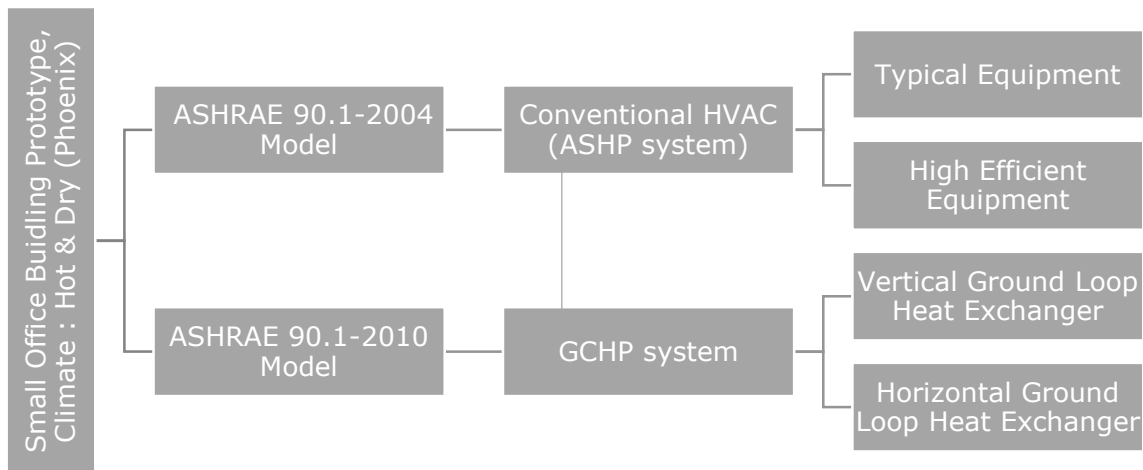 Small Office Buidling Prototype,
Climate : Hot & Dry (Phoenix)
ASHRAE 90.1-2004
Model
ASHRAE 90.1-2010
Model
Conventional HVAC
(ASHP system)
GCHP system
Typical Equipment
High Efficient
Equipment
Vertical Ground Loop
Heat Exchanger
Horizontal Ground
Loop Heat Exchanger